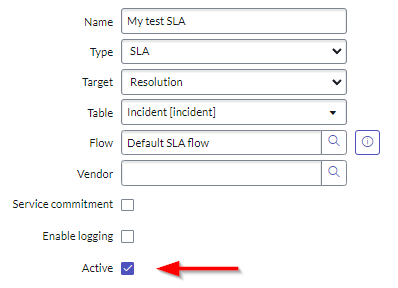 Name My test SLA
Type SLA
Target Resolution
Table Incident [incident]
Flow Default SLA flow
Vendor
Service commitment
Enable logging
Active